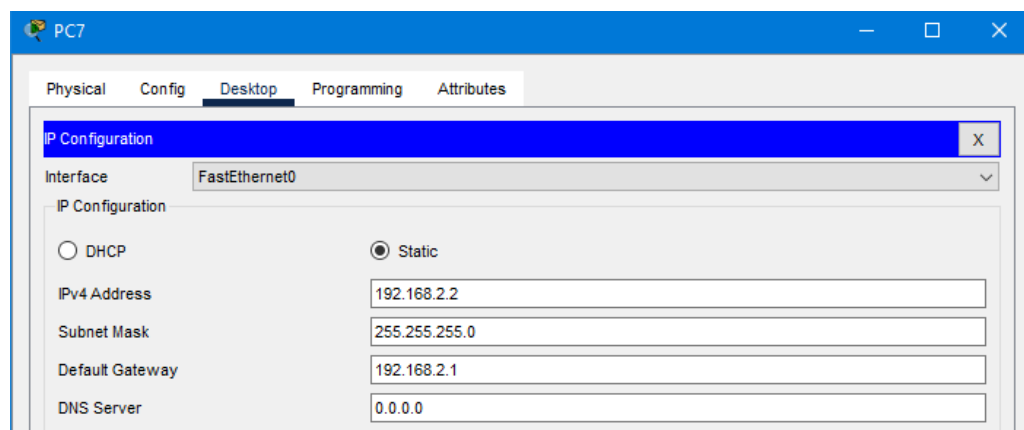 PC7
Physical Config Desktop Programming Attributes
IP Configuration X
Interface FastEthernet0
IP Configuration
DHCP Static
IPv4 Address 192.168.2.2
Subnet Mask 255.255.255.0
Default Gateway 192.168.2.1
DNS Server 0.0.0.0